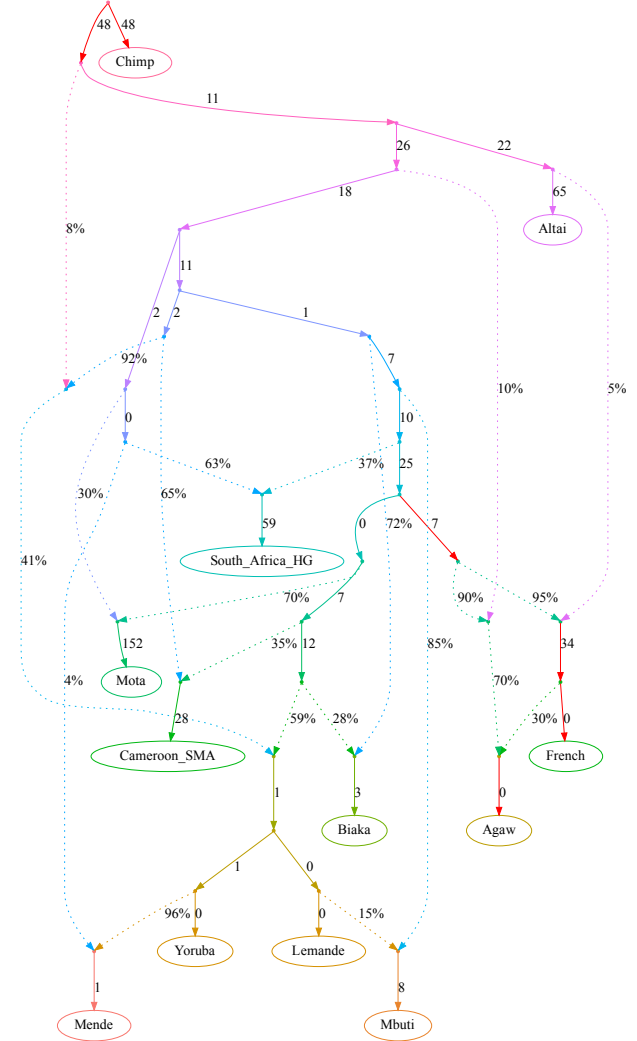 48 48
Chimp
11
26 22
18 65
Altai
8%
11
2 2 1
92% 7
10% 5%
0 10
63% 37% 25
30% 65%
59 0 72% 7
41% South_Africa_HG
70% 7 90% 95%
152 35% 12 85% 34
4% Mota 70%
28 59% 28% 30% 0
Cameroon_SMA French
1 3 0
Biaka Agaw
1 0
96% 0 0 15%
Yoruba Lemande
1 8
Mende Mbuti